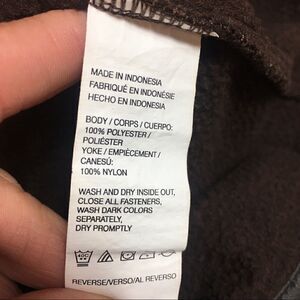 MADE IN INDONESIA
FABRIQUÉ EN INDONÉSIE
HECHO EN INDONESIA
BODY / CORPS / CUERPO:
100% POLYESTER /
POLIÉSTER
YOKE / EMPIÈCEMENT /
CANESÚ:
100% NYLON
WASH AND DRY INSIDE OUT,
CLOSE ALL FASTENERS,
WASH DARK COLORS
SEPARATELY,
DRY PROMPTLY
REVERSE/VERSO/AL REVERSO